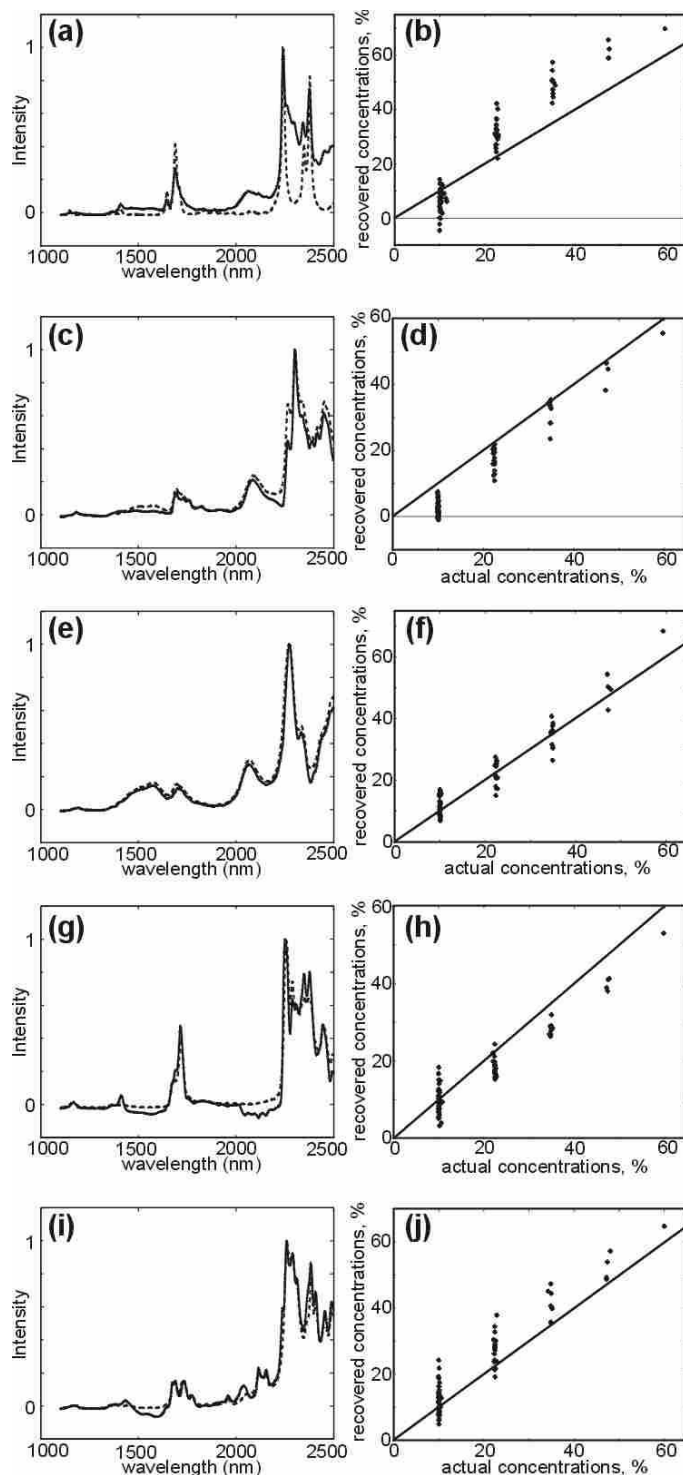 (a)
Intensity
1
0
1000 1500 2000 2500
wavelength (nm)
(b)
recovered concentrations, %
60
40
20
0
0 20 40 60
(c)
Intensity
1
0
1000 1500 2000 2500
wavelength (nm)
(d)
recovered concentrations, %
60
40
20
0
0 20 40 60
actual concentrations, %
(e)
Intensity
1
0
1000 1500 2000 2500
wavelength (nm)
(f)
recovered concentrations, %
60
40
20
0
0 20 40 60
actual concentrations, %
(g)
Intensity
1
0
1000 1500 2000 2500
wavelength (nm)
(h)
recovered concentrations, %
60
40
20
0
0 20 40 60
actual concentrations, %
(i)
Intensity
1
0
1000 1500 2000 2500
wavelength (nm)
(j)
recovered concentrations, %
60
40
20
0
0 20 40 60
actual concentrations, %